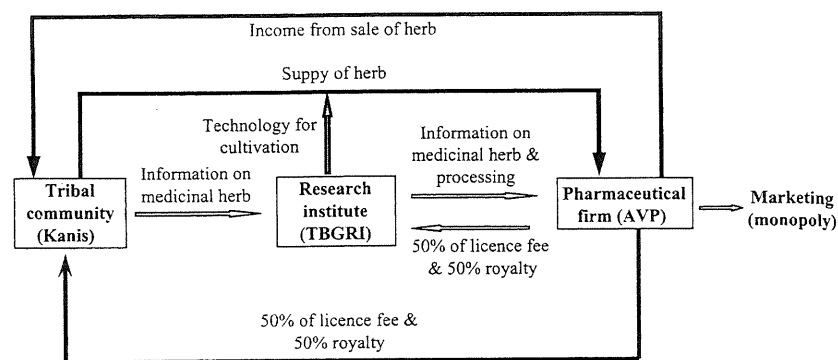 Income from sale of herb
Suppy of herb
Technology for
cultivation
Information on
medicinal herb &
processing
Information on
medicinal herb
Tribal
community
(Kanis)
Research
institute
(TBGRI)
Pharmaceutical
firm (AVP)
Marketing
(monopoly)
50% of licence fee
& 50% royalty
50% of licence fee &
50% royalty